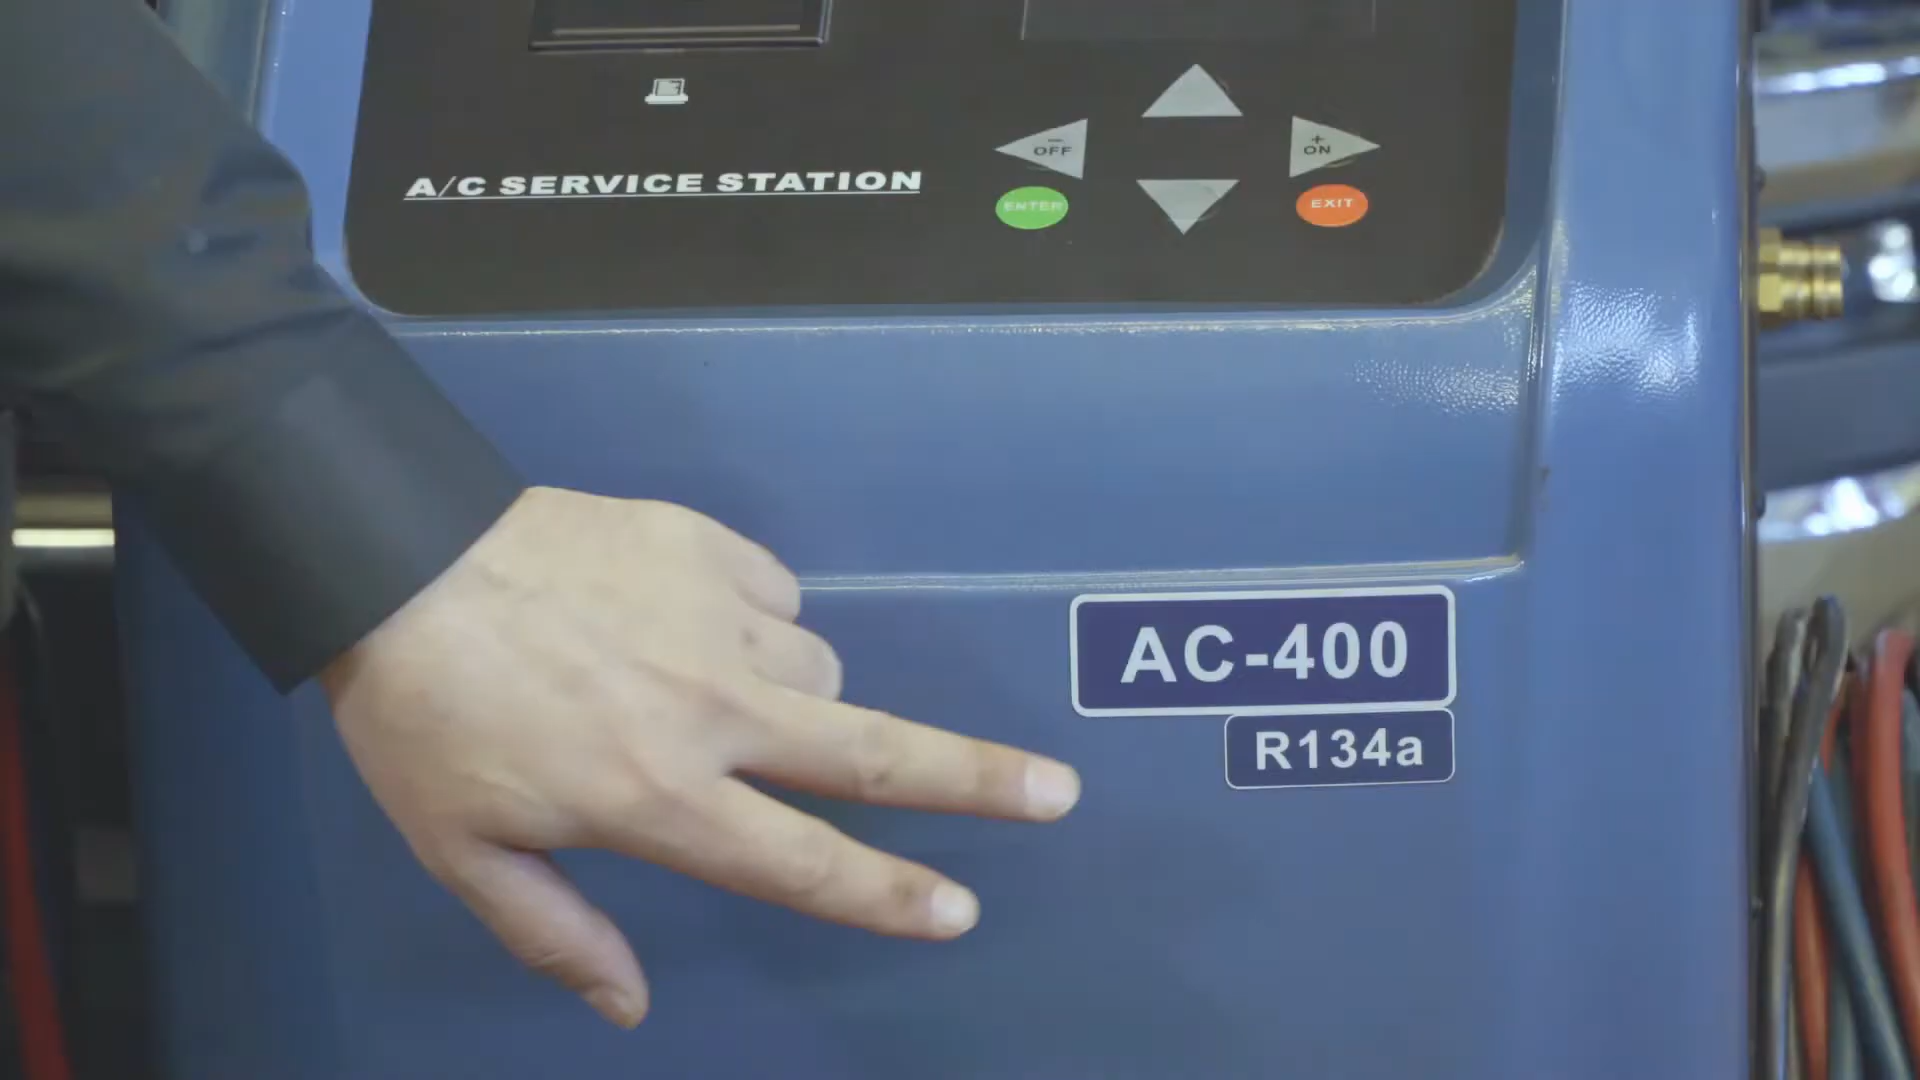 A/C SERVICE STATION
−
OFF
+
ON
ENTER
EXIT
AC-400
R134a